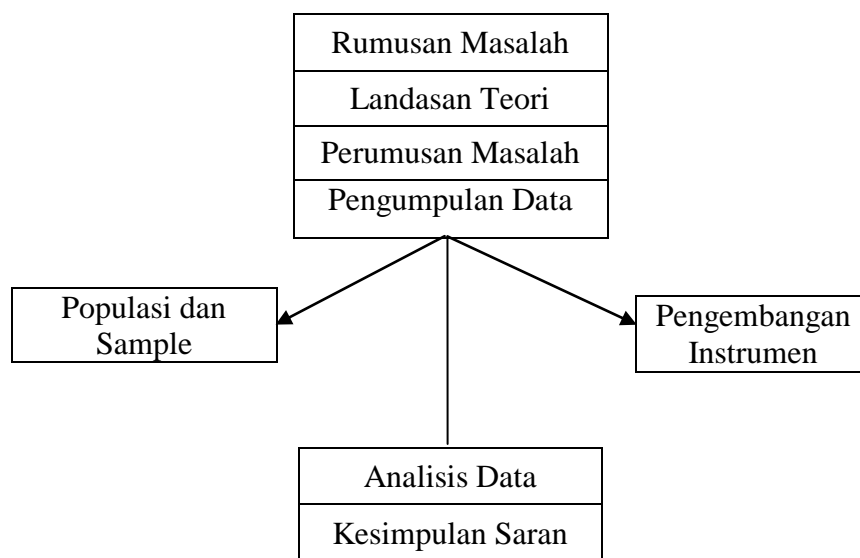 Rumusan Masalah
Landasan Teori
Perumusan Masalah
Pengumpulan Data
Populasi dan
Sample
Pengembangan
Instrumen
Analisis Data
Kesimpulan Saran